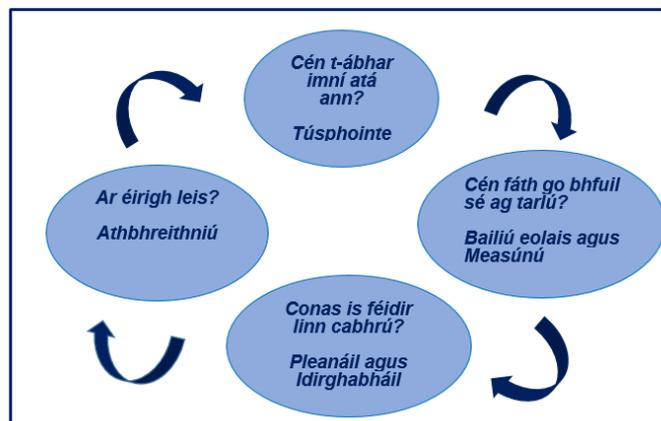 Cén t-ábhar
imní atá
ann?
Túsphointe
Cén fáth go bhfuil
sé ag tarlú?
Bailiú eolais agus
Measúnú
Conas is féidir
linn cabhrú?
Pleanáil agus
Idirghabháil
Ar éirigh leis?
Athbhreithniú